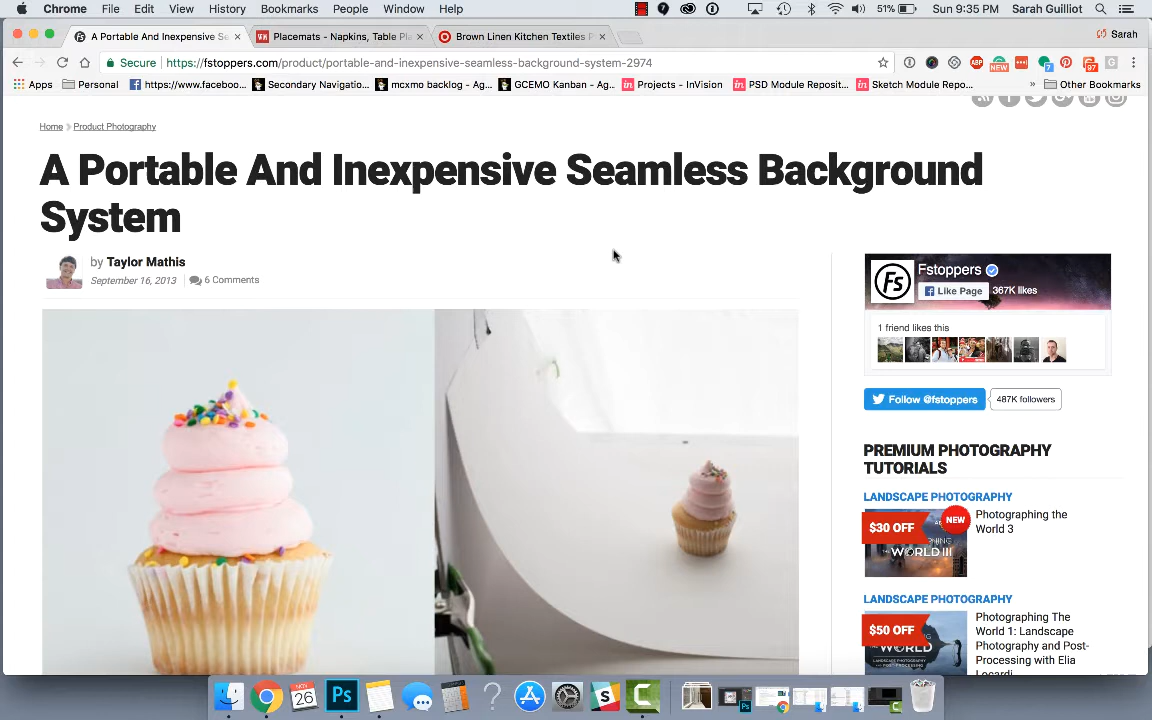 Chrome File Edit View History Bookmarks People Window Help 51% Sun 9:35 PM Sarah Guilliot
A Portable And Inexpensive Se
Placemats - Napkins, Table Pla
Brown Linen Kitchen Textiles
Sarah
Secure https://fstoppers.com/product/portable-and-inexpensive-seamless-background-system-2974
Apps Personal https://www.faceboo... Secondary Navigatio... mcxmo backlog - Ag... GCEMO Kanban - Ag... Projects - InVision PSD Module Reposit... Sketch Module Repo... » Other Bookmarks
Home Product Photography
A Portable And Inexpensive Seamless Background
System
by Taylor Mathis
September 16, 2013 6 Comments
Fs
Fstoppers
Like Page 367K likes
1 friend likes this
Follow @fstoppers 487K followers
PREMIUM PHOTOGRAPHY
TUTORIALS
LANDSCAPE PHOTOGRAPHY
$30 OFF
NEW
Photographing the
World 3
LANDSCAPE PHOTOGRAPHY
$50 OFF
Photographing The
World 1: Landscape
Photography and Post-
Processing with Elia
Locardi
26
Ps